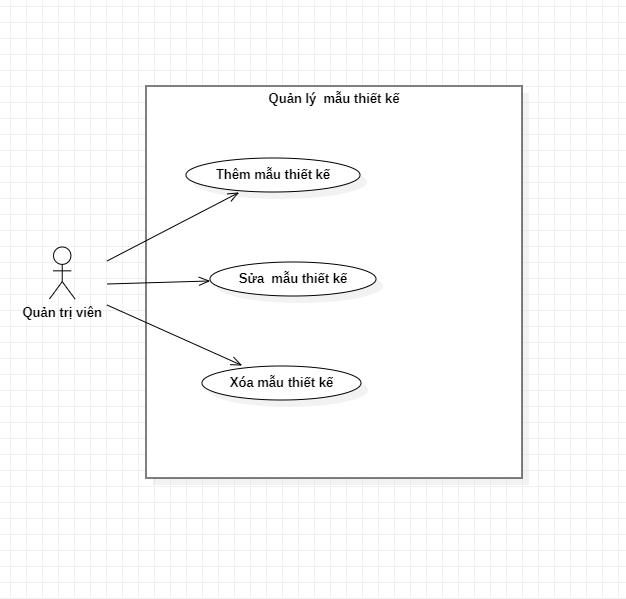 Quản lý  mẫu thiết kế
Thêm mẫu thiết kế
Sửa  mẫu thiết kế
Quản trị viên
Xóa mẫu thiết kế